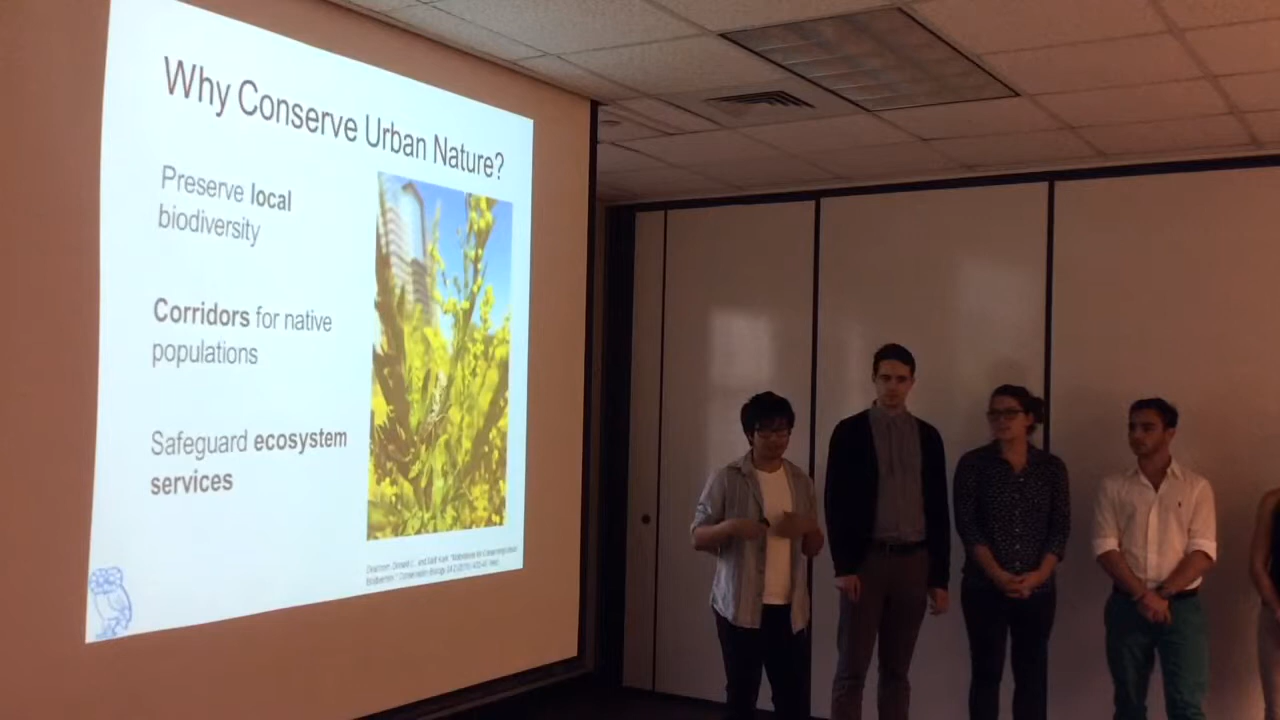 Why Conserve Urban Nature?
Preserve local
biodiversity
Corridors for native
populations
Safeguard ecosystem
services